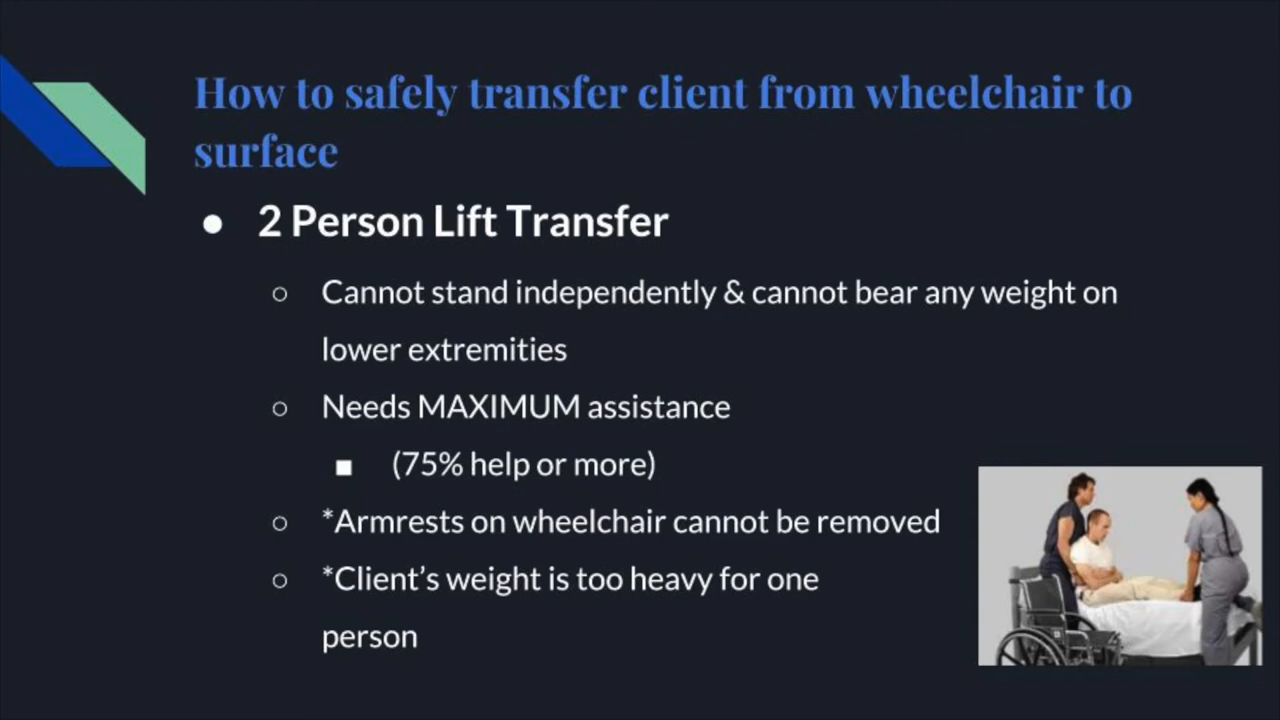 How to safely transfer client from wheelchair to
surface
● 2 Person Lift Transfer
○ Cannot stand independently & cannot bear any weight on
lower extremities
○ Needs MAXIMUM assistance
■ (75% help or more)
○ *Armrests on wheelchair cannot be removed
○ *Client’s weight is too heavy for one
person